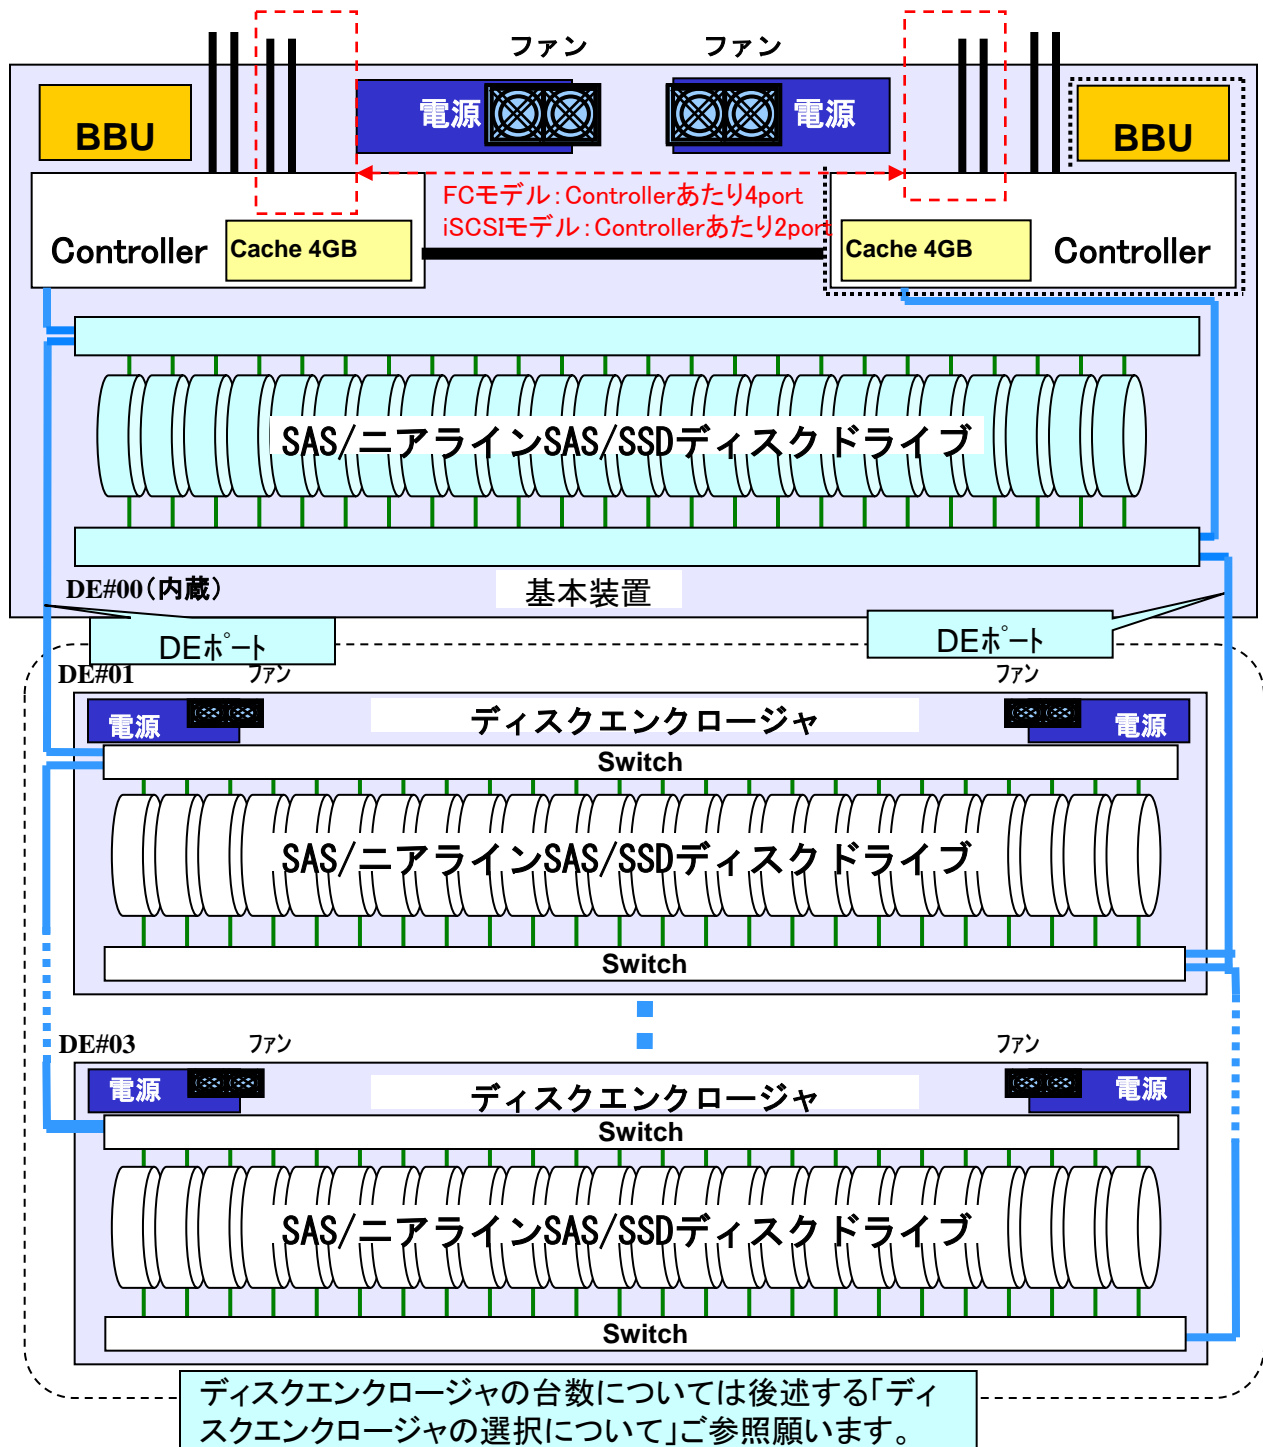 ファン ファン
BBU 電源 電源 BBU
FCモデル:Controllerあたり4port
iSCSIモデル:Controllerあたり2port
Controller Cache 4GB Cache 4GB Controller
SAS/ニアラインSAS/SSDディスクドライブ
DE#00(内蔵) 基本装置
DEポート DEポート
DE#01 ファン ファン
電源 ディスクエンクロージャ 電源
Switch
SAS/ニアラインSAS/SSDディスクドライブ
Switch
DE#03 ファン ファン
電源 ディスクエンクロージャ 電源
Switch
SAS/ニアラインSAS/SSDディスクドライブ
Switch
ディスクエンクロージャの台数については後述する「ディ
スクエンクロージャの選択について」ご参照願います。